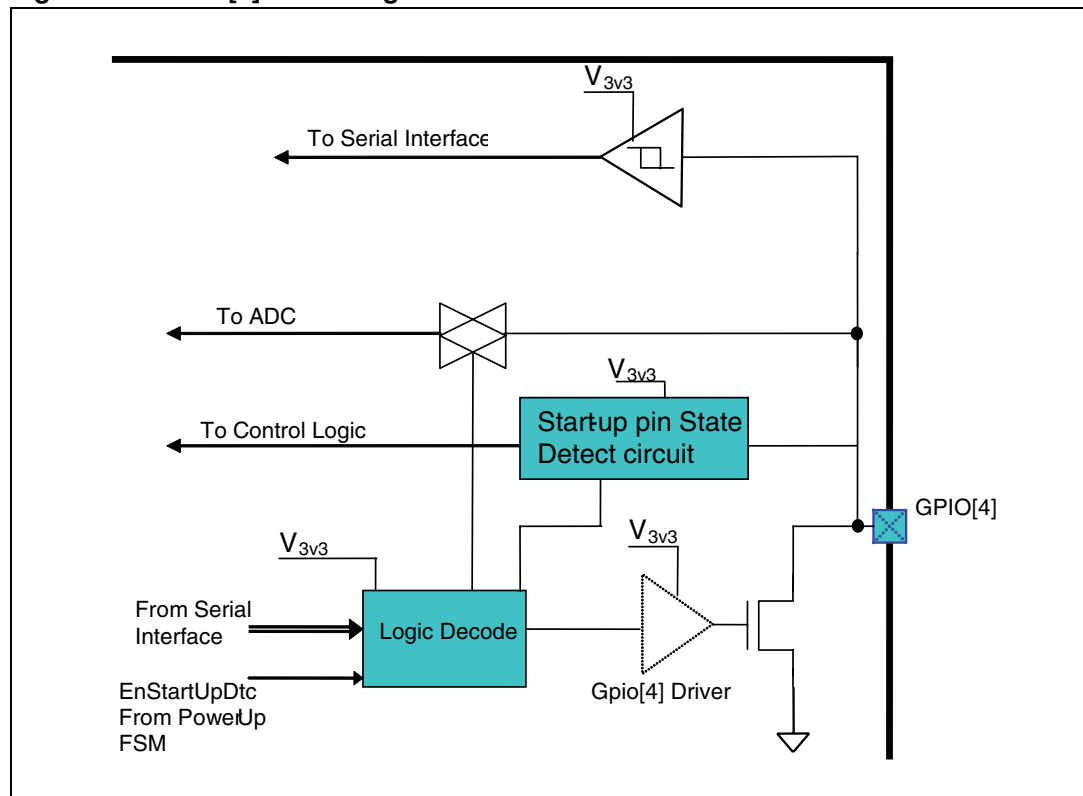 V3v3
To Serial Interface
To ADC
V3v3
To Control Logic
Start-up pin State
Detect circuit
GPIO[4]
V3v3
V3v3
From Serial
Interface
Logic Decode
EnStartUpDtc
From PowerUp
FSM
Gpio[4] Driver